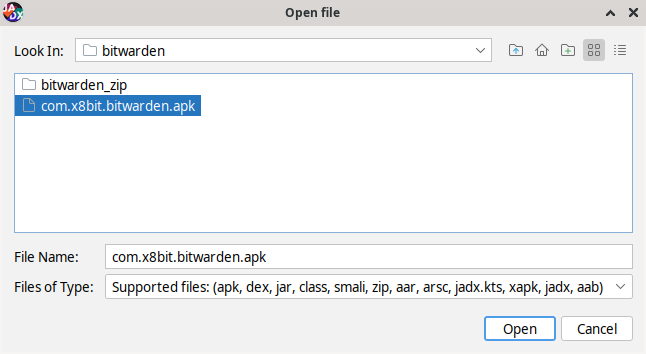 Open file
Look In: bitwarden
bitwarden_zip
com.x8bit.bitwarden.apk
File Name: com.x8bit.bitwarden.apk
Files of Type: Supported files: (apk, dex, jar, class, smali, zip, aar, arsc, jadx.kts, xapk, jadx, aab)
Open Cancel